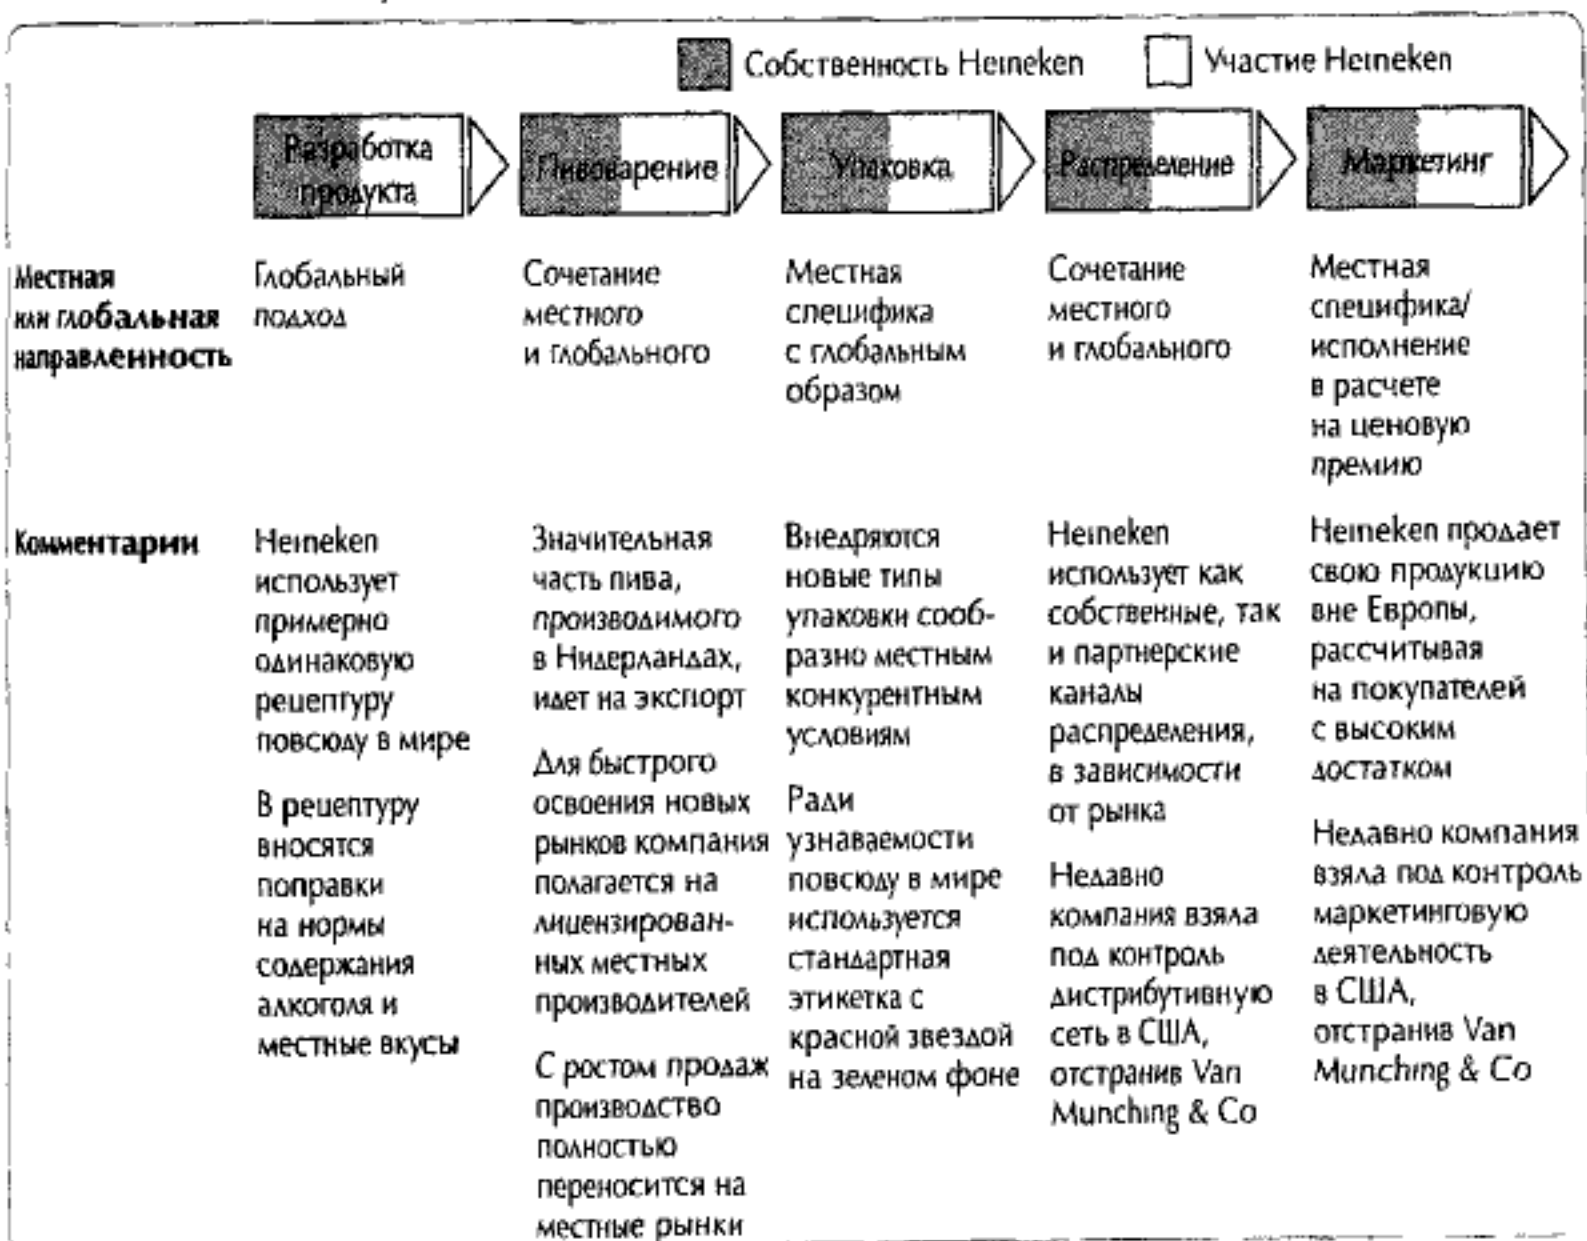 Собственность Heineken
Участие Heineken
Разработка
продукта
Пивоварение
Упаковка
Распределение
Маркетинг
Местная
или глобальная
направленность
Глобальный
подход
Сочетание
местного
и глобального
Местная
специфика
с глобальным
образом
Сочетание
местного
и глобального
Местная
специфика/
исполнение
в расчете
на ценовую
премию
Комментарии
Heineken
использует
примерно
одинаковую
рецептуру
повсюду в мире
В рецептуру
вносятся
поправки
на нормы
содержания
алкоголя и
местные вкусы
Значительная
часть пива,
производимого
в Нидерландах,
идет на экспорт
Для быстрого
освоения новых
рынков компания
полагается на
лицензирован-
ных местных
производителей
С ростом продаж
производство
полностью
переносится на
местные рынки
Внедряются
новые типы
упаковки сооб-
разно местным
конкурентным
условиям
Ради
узнаваемости
повсюду в мире
используется
стандартная
этикетка с
красной звездой
на зеленом фоне
Heineken
использует как
собственные, так
и партнерские
каналы
распределения,
в зависимости
от рынка
Недавно
компания взяла
под контроль
дистрибутивную
сеть в США,
отстранив Van
Munching & Co
Heineken продает
свою продукцию
вне Европы,
рассчитывая
на покупателей
с высоким
достатком
Недавно компания
взяла под контроль
маркетинговую
деятельность
в США,
отстранив Van
Munching & Co